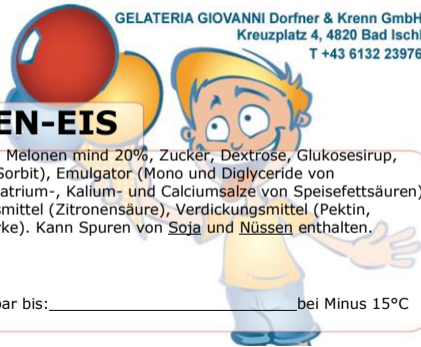 GELATERIA GIOVANNI Dorfner & Krenn GmbH
Kreuzplatz 4, 4820 Bad Ischl
T +43 6132 23976
EN-EIS
Melonen mind 20%, Zucker, Dextrose, Glukosesirup,
Sorbit), Emulgator (Mono und Diglyceride von
atrium-, Kalium- und Calciumsalze von Speisefettsäuren)
smittel (Zitronensäure), Verdickungsmittel (Pektin,
rke). Kann Spuren von Soja und Nüssen enthalten.
bar bis:__________________________bei Minus 15°C